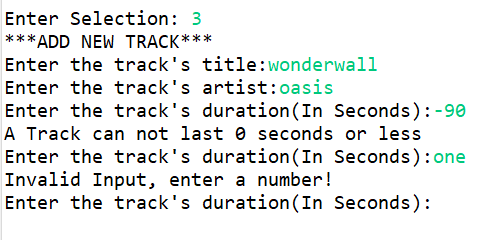 Enter Selection: 3
***ADD NEW TRACK***
Enter the track's title:wonderwall
Enter the track's artist:oasis
Enter the track's duration(In Seconds):-90
A Track can not last 0 seconds or less
Enter the track's duration(In Seconds):one
Invalid Input, enter a number!
Enter the track's duration(In Seconds):